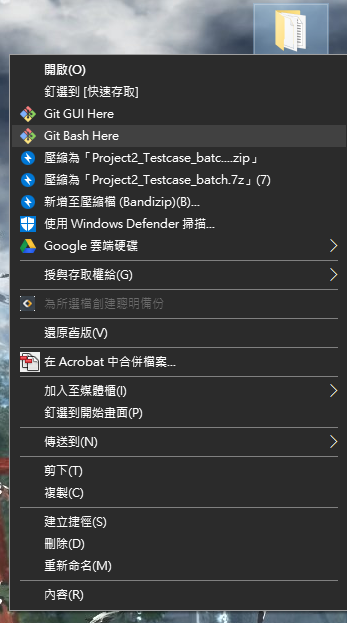 開啟(O)
釘選到 [快速存取]
Git GUI Here
Git Bash Here
壓縮為「Project2_Testcase_batc....zip」
壓縮為「Project2_Testcase_batch.7z」(7)
新增至壓縮檔 (Bandizip)(B)...
使用 Windows Defender 掃描...
Google 雲端硬碟
授與存取權給(G)
為所選檔創建聰明备份
還原舊版(V)
在 Acrobat 中合併檔案...
加入至媒體櫃(I)
釘選到開始畫面(P)
傳送到(N)
剪下(T)
複製(C)
建立捷徑(S)
刪除(D)
重新命名(M)
內容(R)